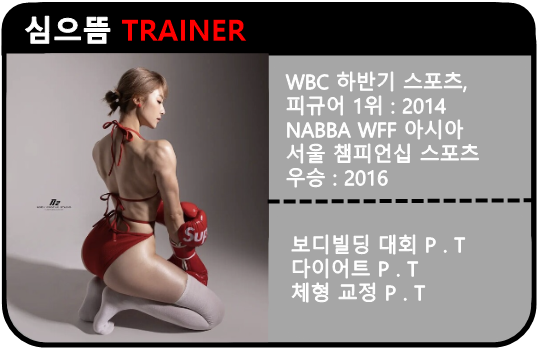 심으뜸 TRAINER
WBC 하반기 스포츠,
피규어 1위 : 2014
NABBA WFF 아시아
서울 챔피언십 스포츠
우승 : 2016
보디빌딩 대회 P . T
다이어트 P . T
체형 교정 P . T
Sup